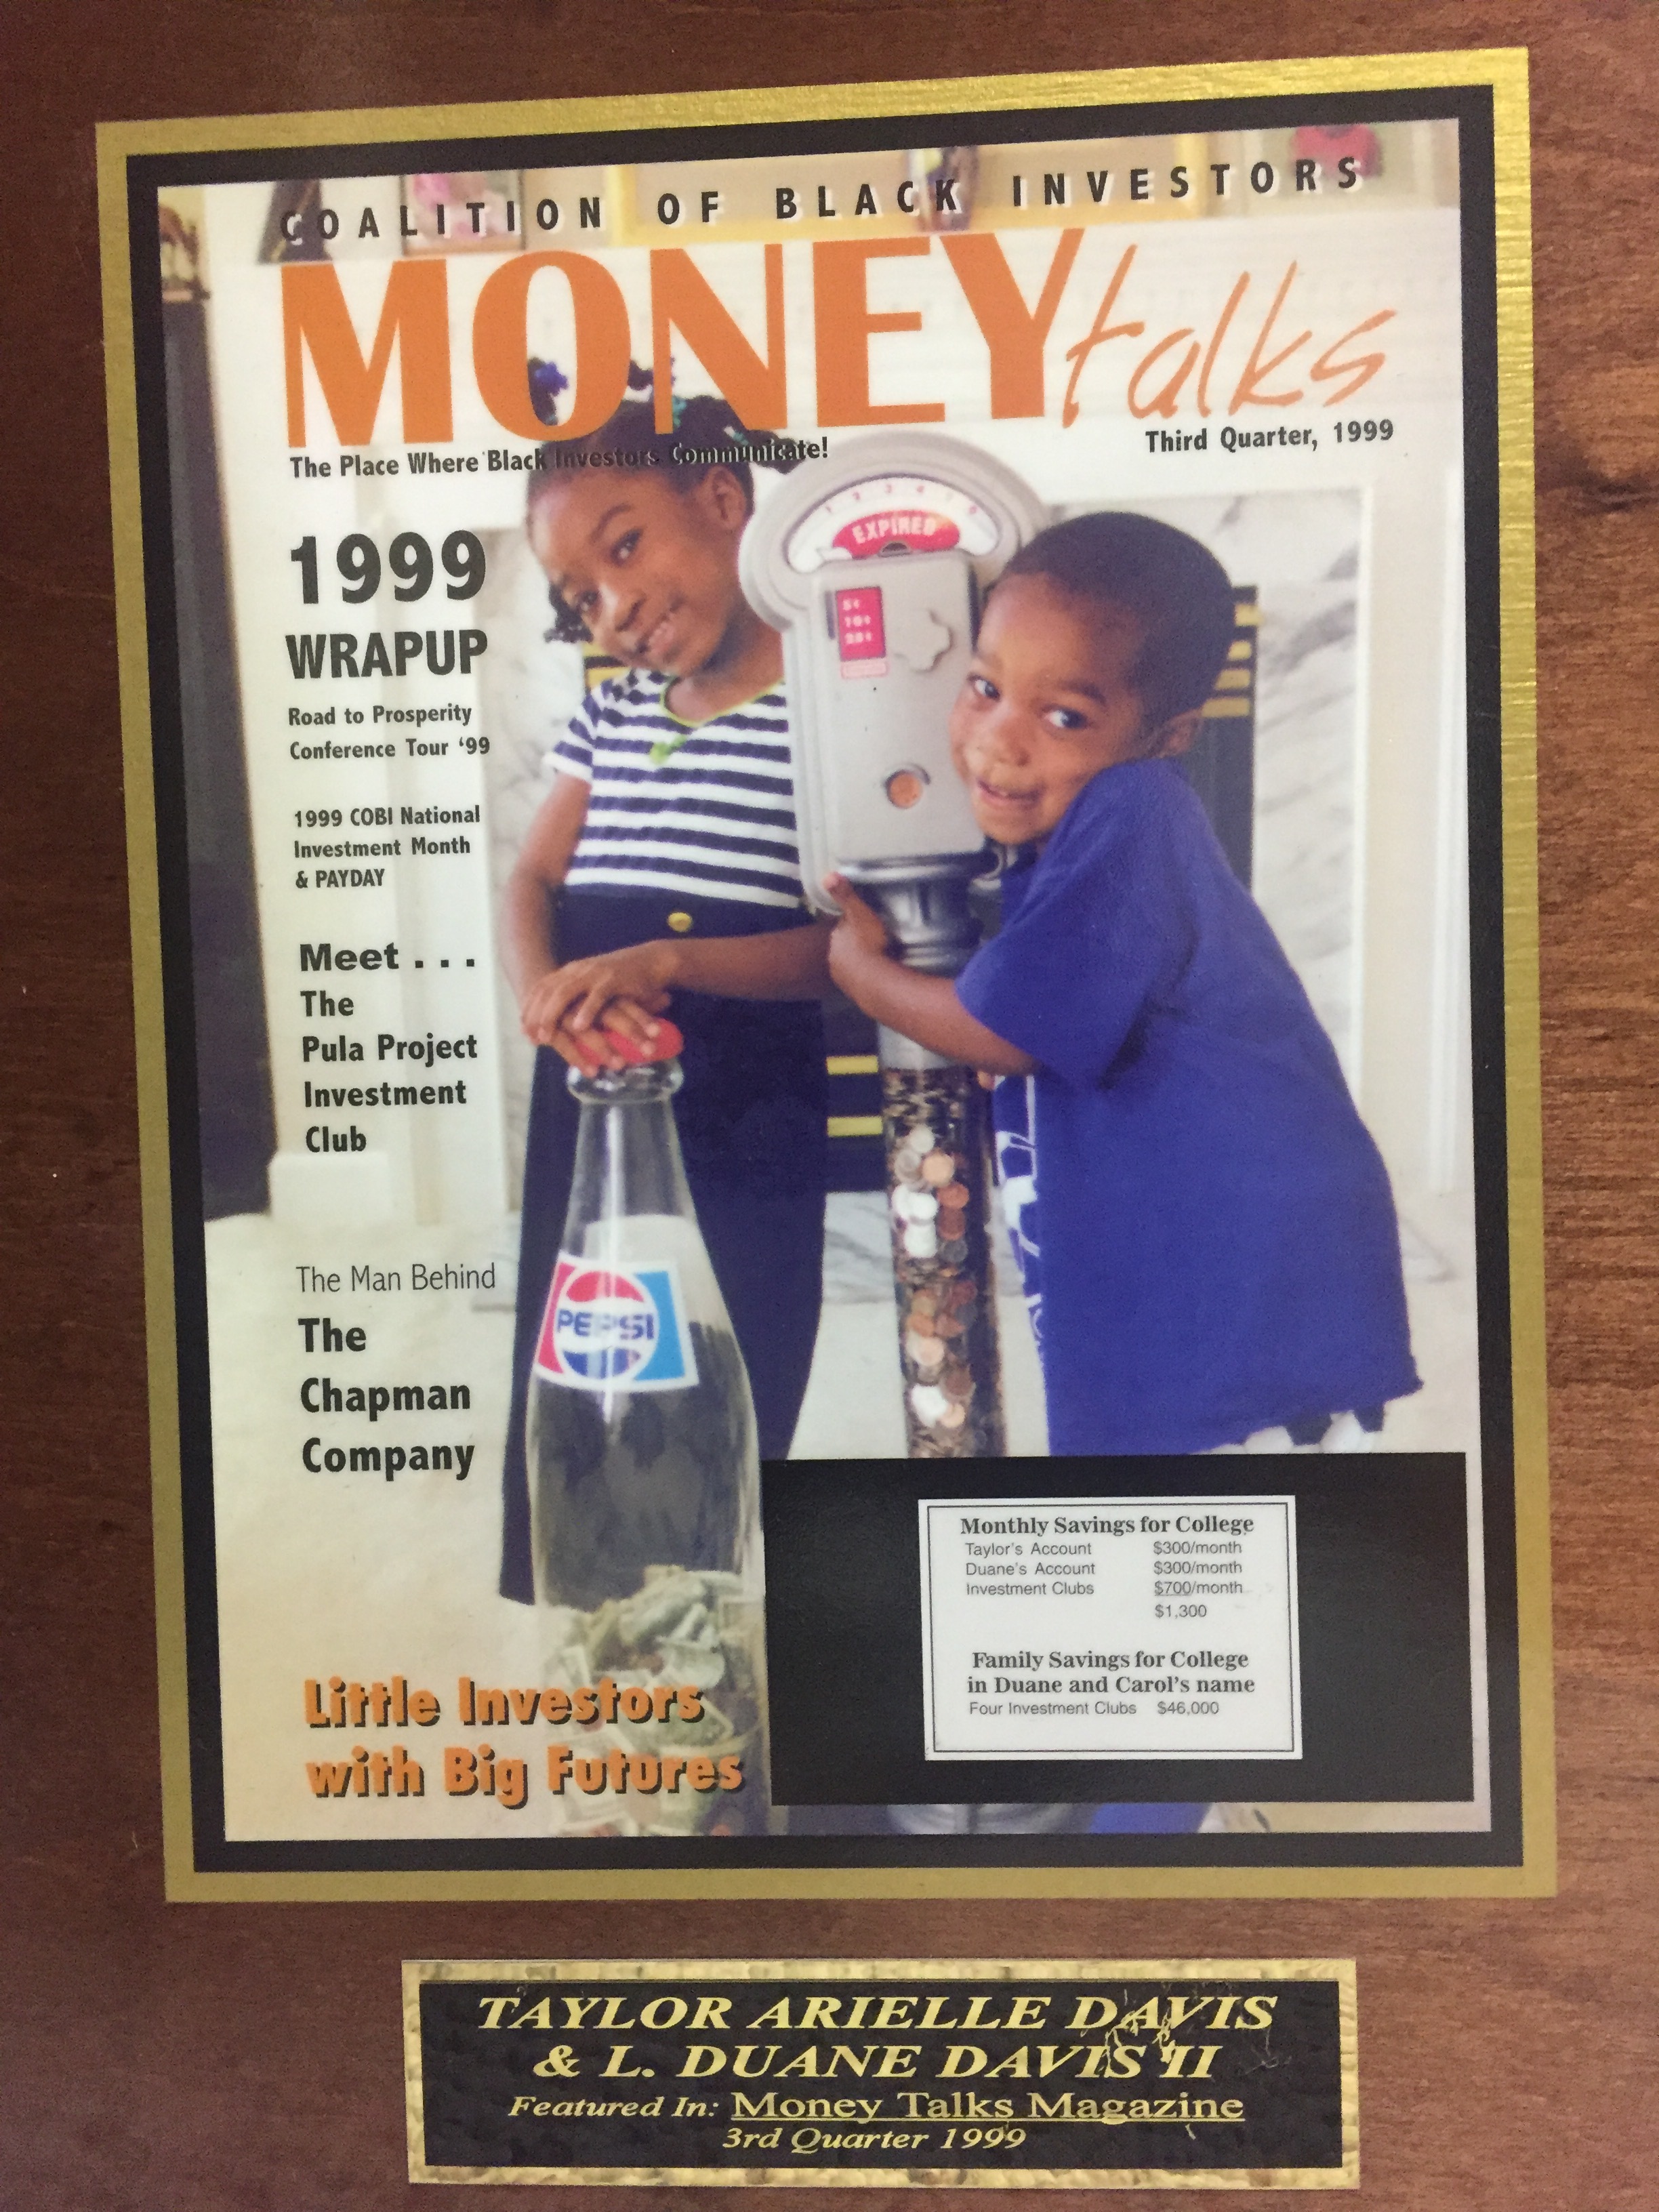 COALITION OF BLACK INVESTORS
MONEYtalks
The Place Where Black Investors Communicate!
Third Quarter, 1999
EXPIRED
5¢
10¢
25¢
1999
WRAPUP
Road to Prosperity
Conference Tour '99
1999 COBI National
Investment Month
& PAYDAY
Meet . . .
The
Pula Project
Investment
Club
The Man Behind
The
Chapman
Company
PEPSI
Little Investors
with Big Futures
Monthly Savings for College
Taylor's Account $300/month
Duane's Account $300/month
Investment Clubs $700/month
$1,300
Family Savings for College
in Duane and Carol's name
Four Investment Clubs $46,000
TAYLOR ARIELLE DAVIS
& L. DUANE DAVIS II
Featured In: Money Talks Magazine
3rd Quarter 1999